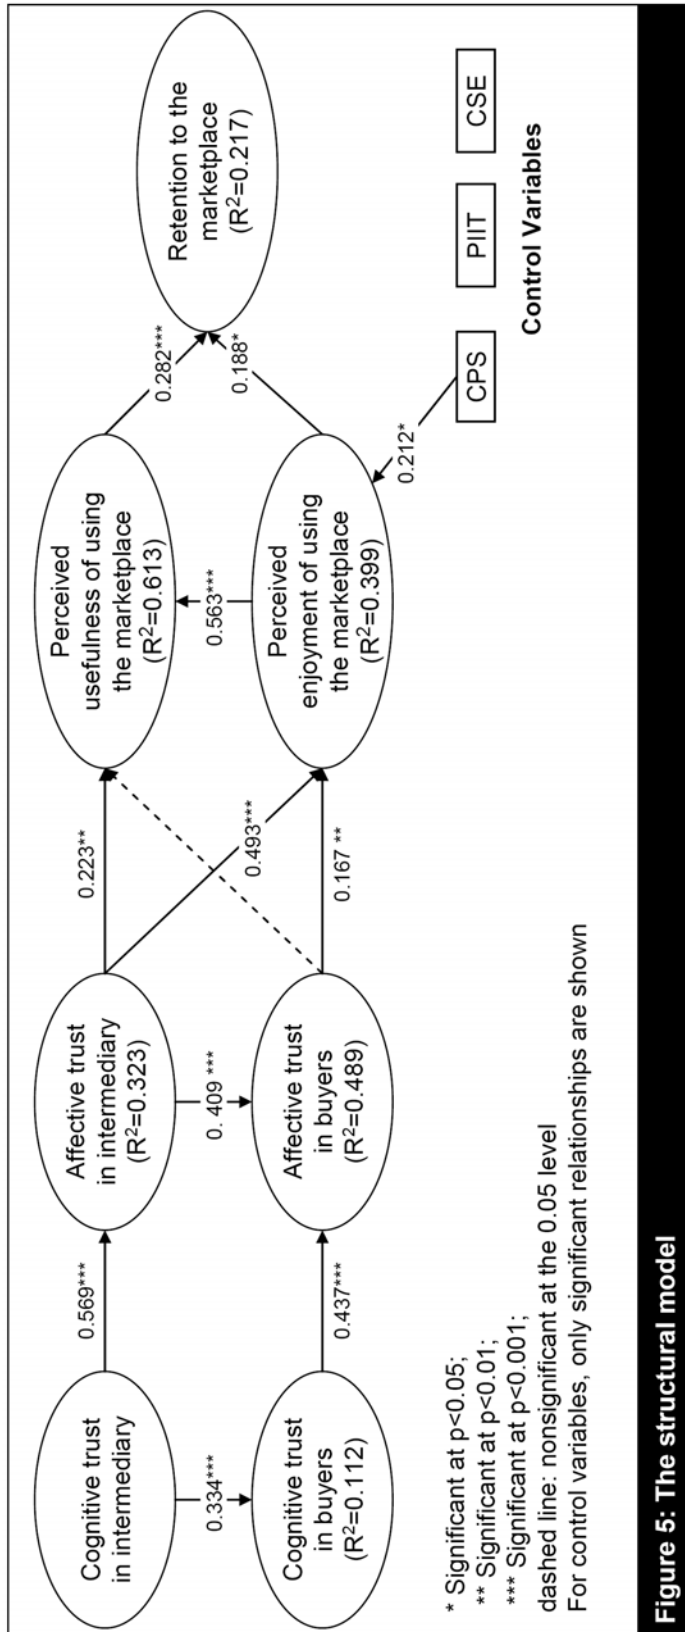 Cognitive trust
in intermediary
0.569***
Affective trust
in intermediary
(R²=0.323)
0.223**
Perceived
usefulness of using
the marketplace
(R²=0.613)
0.282***
Retention to the
marketplace
(R²=0.217)
0.334***
0. 409 ***
0.493***
0.563***
0.188*
Cognitive trust
in buyers
(R²=0.112)
0.437***
Affective trust
in buyers
(R²=0.489)
0.167 **
Perceived
enjoyment of using
the marketplace
(R²=0.399)
0.212*
CPS
PIIT
CSE
Control Variables
* Significant at p<0.05;
** Significant at p<0.01;
*** Significant at p<0.001;
dashed line: nonsignificant at the 0.05 level
For control variables, only significant relationships are shown
Figure 5: The structural model